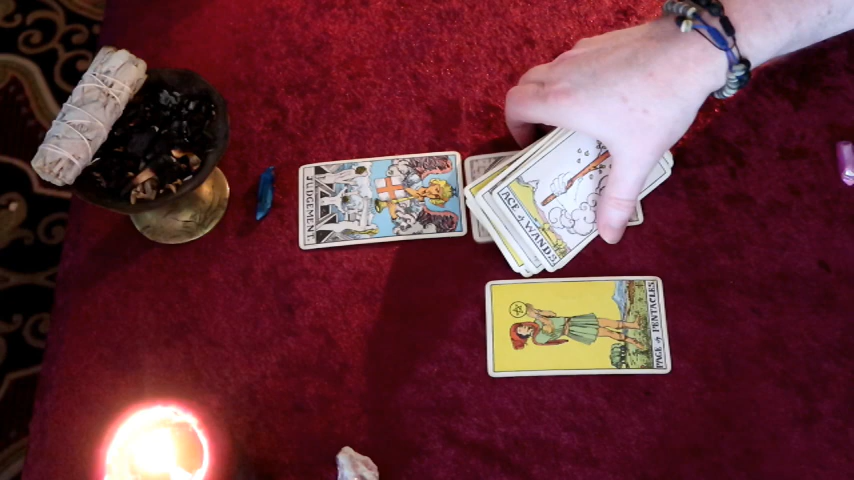 JUDGEMENT.
ACE of WANDS.
PAGE of PENTACLES.